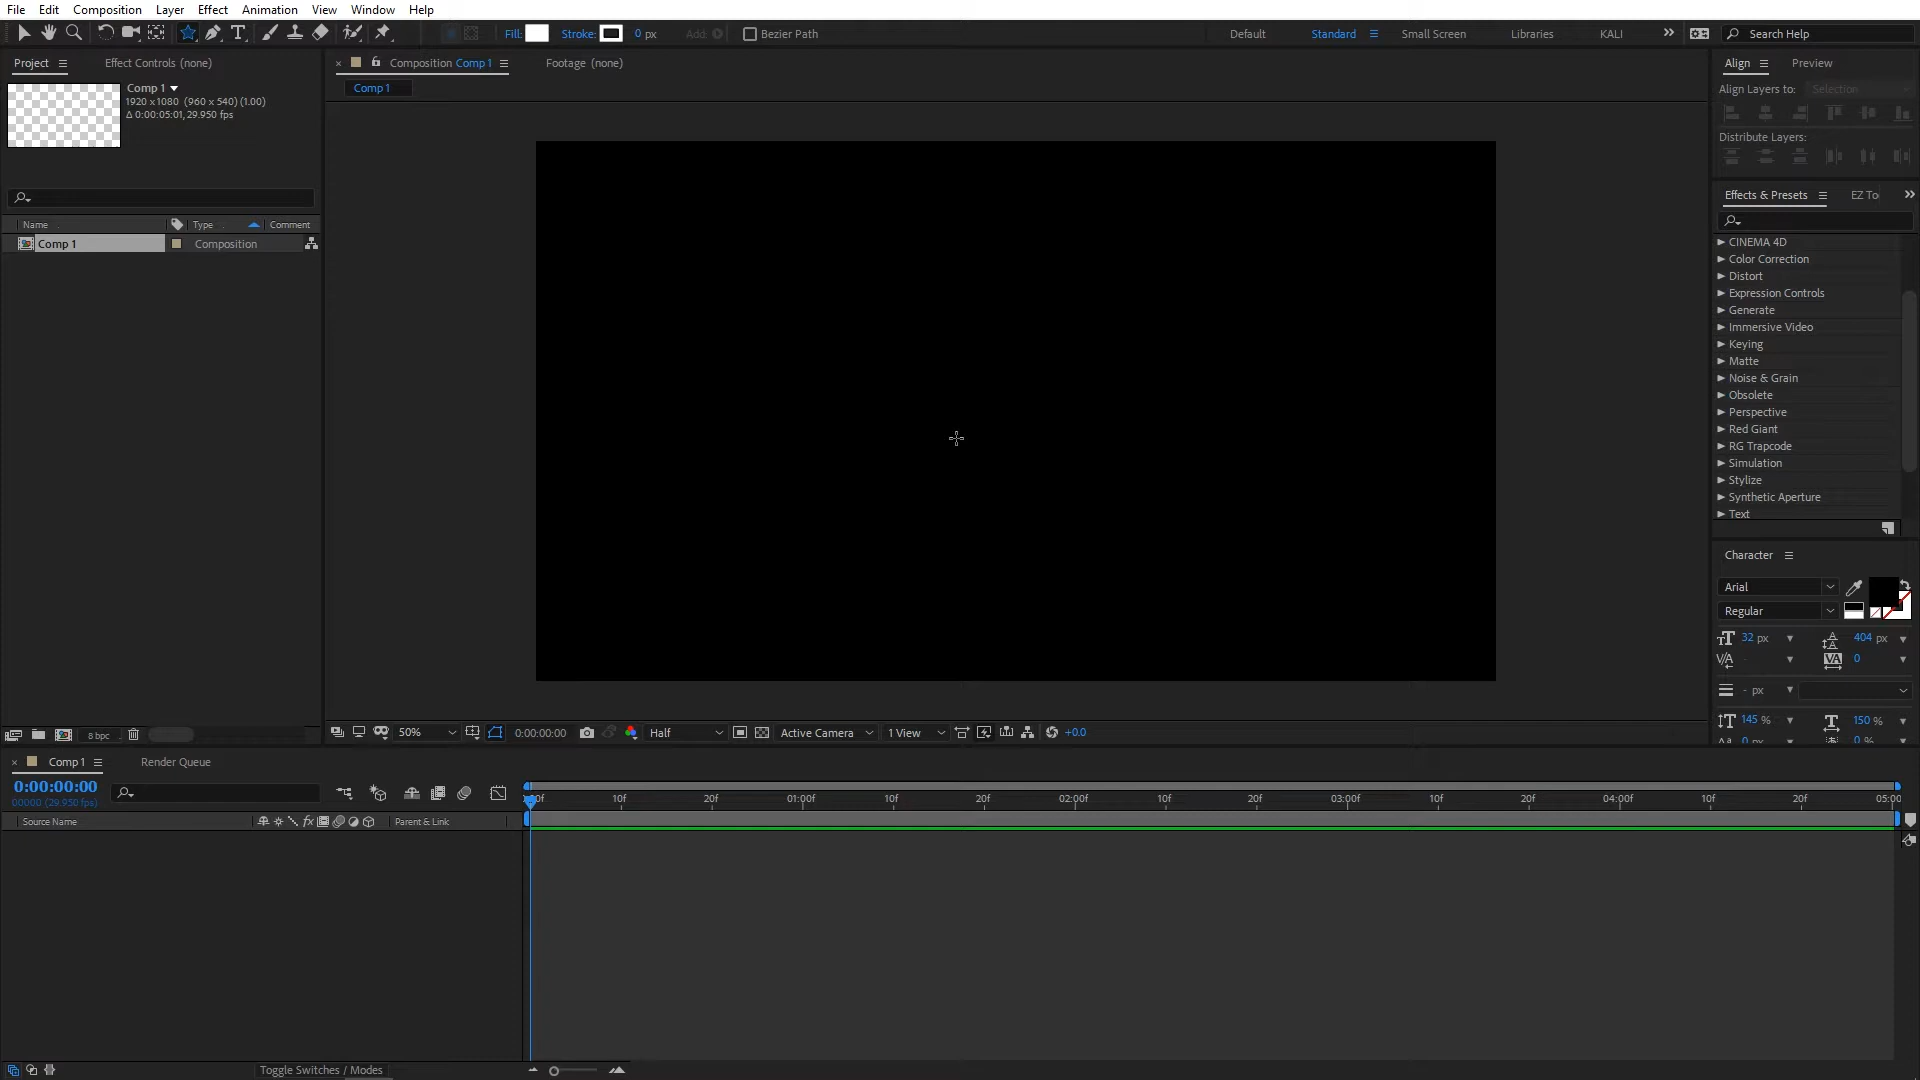 File Edit Composition Layer Effect Animation View Window Help
Fill: Stroke: 0 px Add: Bezier Path Default Standard Small Screen Libraries KALI Search Help
Project Effect Controls (none)
Comp 1
1920 x 1080 (960 x 540) (1.00)
Δ 0:00:05:01, 29.950 fps
Name Type Comment
Comp 1 Composition
8 bpc
Composition Comp 1 Footage (none)
Comp 1
50% 0:00:00:00 Half Active Camera 1 View +0.0
Align Preview
Align Layers to: Selection
Distribute Layers:
Effects & Presets EZ To
CINEMA 4D
Color Correction
Distort
Expression Controls
Generate
Immersive Video
Keying
Matte
Noise & Grain
Obsolete
Perspective
Red Giant
RG Trapcode
Simulation
Stylize
Synthetic Aperture
Text
Character
Arial
Regular
32 px 404 px
- 0
- px
145 % 150 %
0 px 0 %
Comp 1 Render Queue
0:00:00:00
00000 (29.950 fps)
Source Name fx Parent & Link
:00f 10f 20f 01:00f 10f 20f 02:00f 10f 20f 03:00f 10f 20f 04:00f 10f 20f 05:00
Toggle Switches / Modes